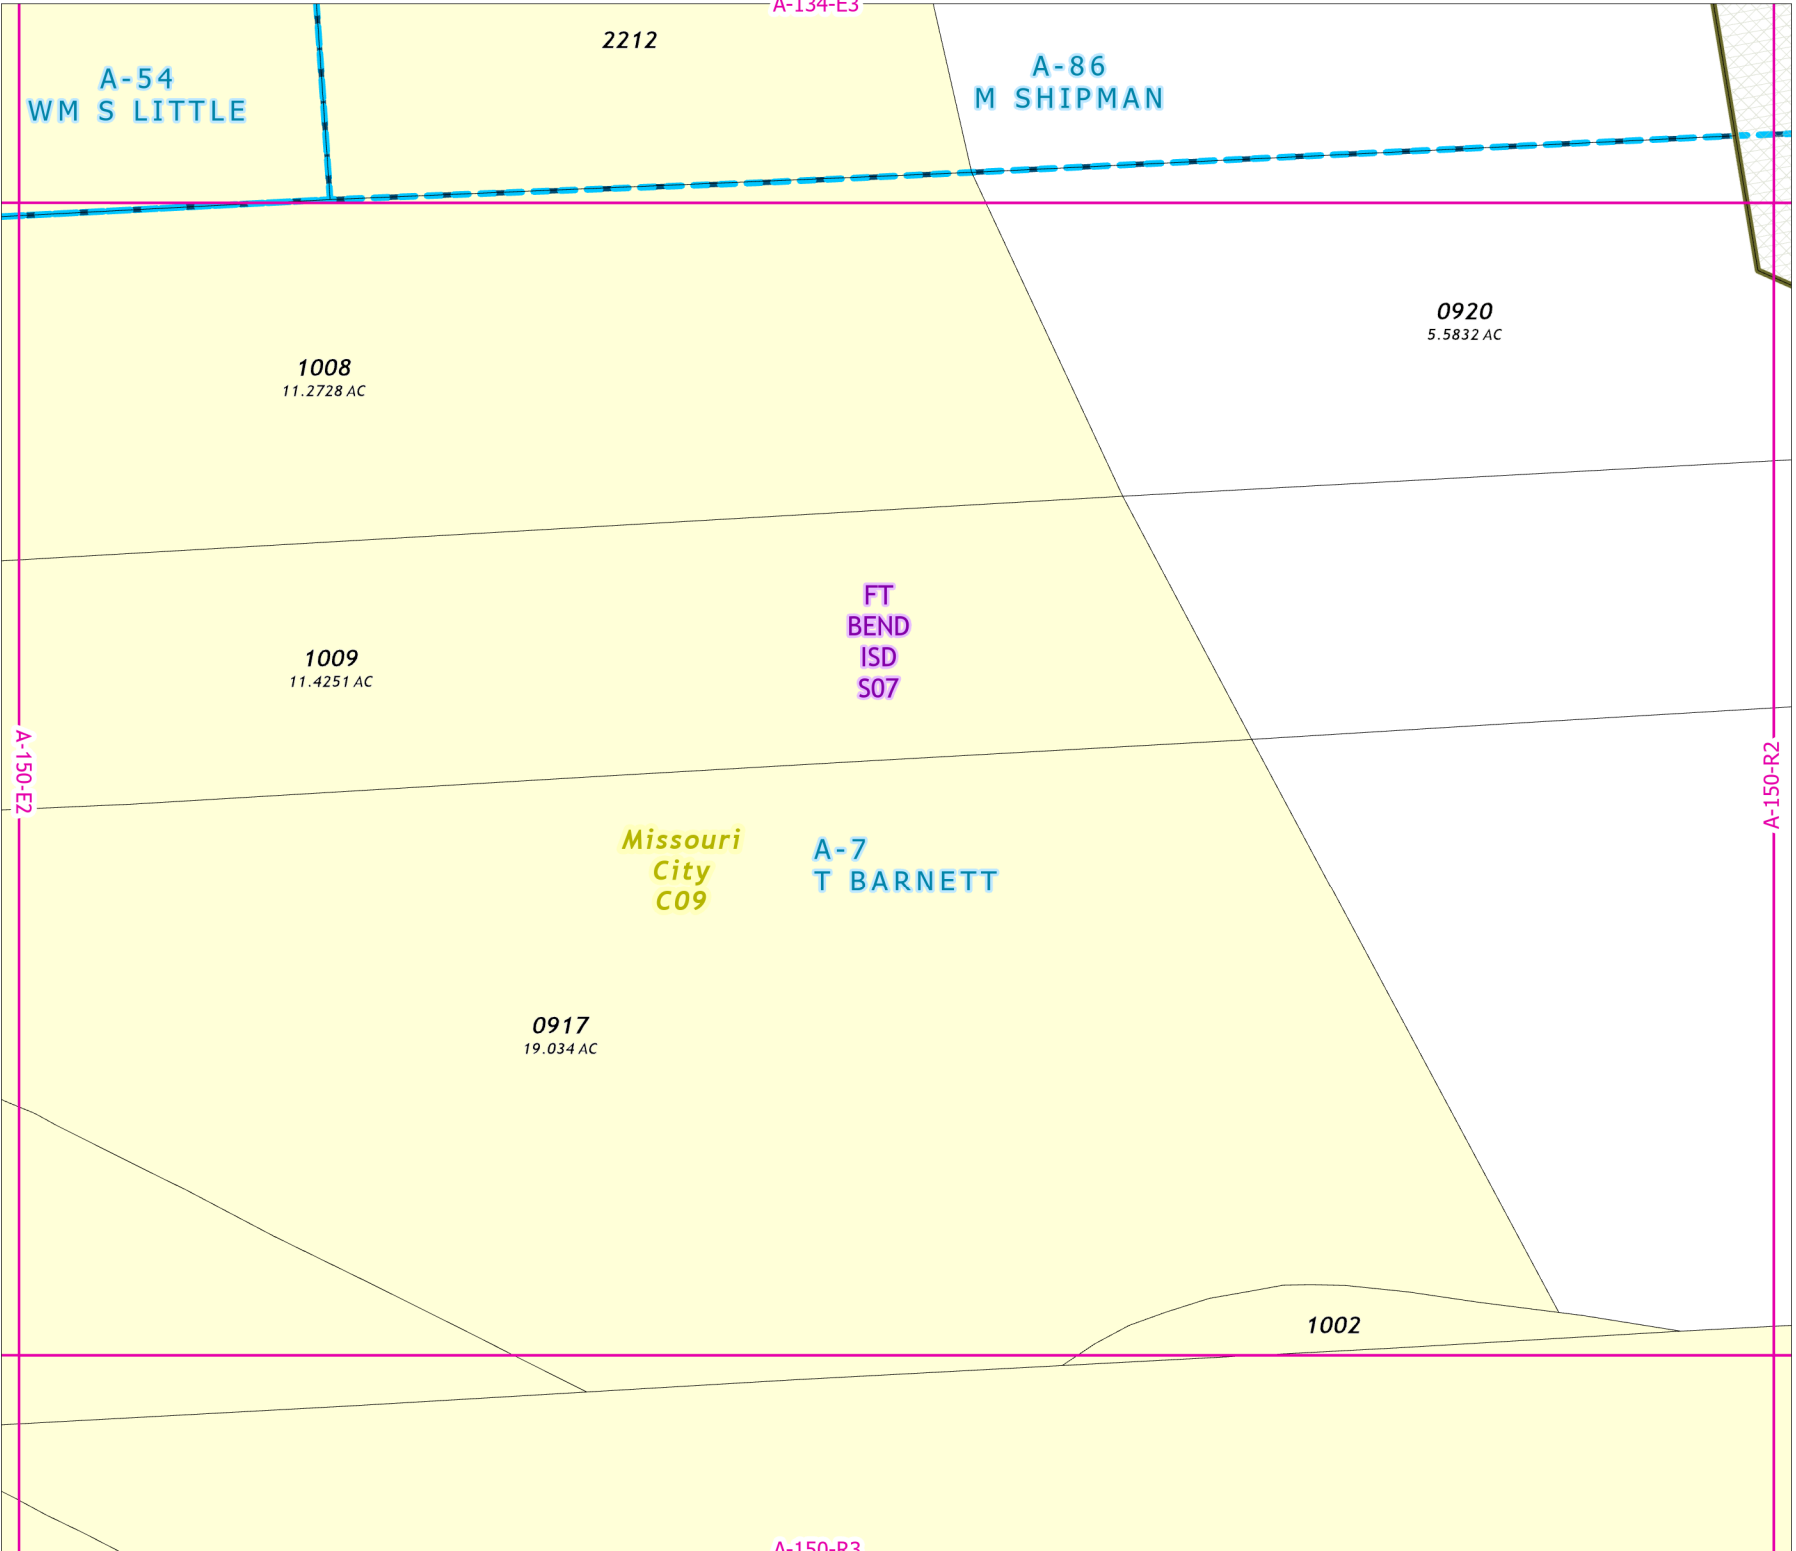 A-134-E3
2212
A-54
WM S LITTLE
A-86
M SHIPMAN
0920
5.5832 AC
1008
11.2728 AC
FT
BEND
ISD
S07
1009
11.4251 AC
A-150-E2
A-150-R2
Missouri
City
C09
A-7
T BARNETT
0917
19.034 AC
1002
A-150-R3